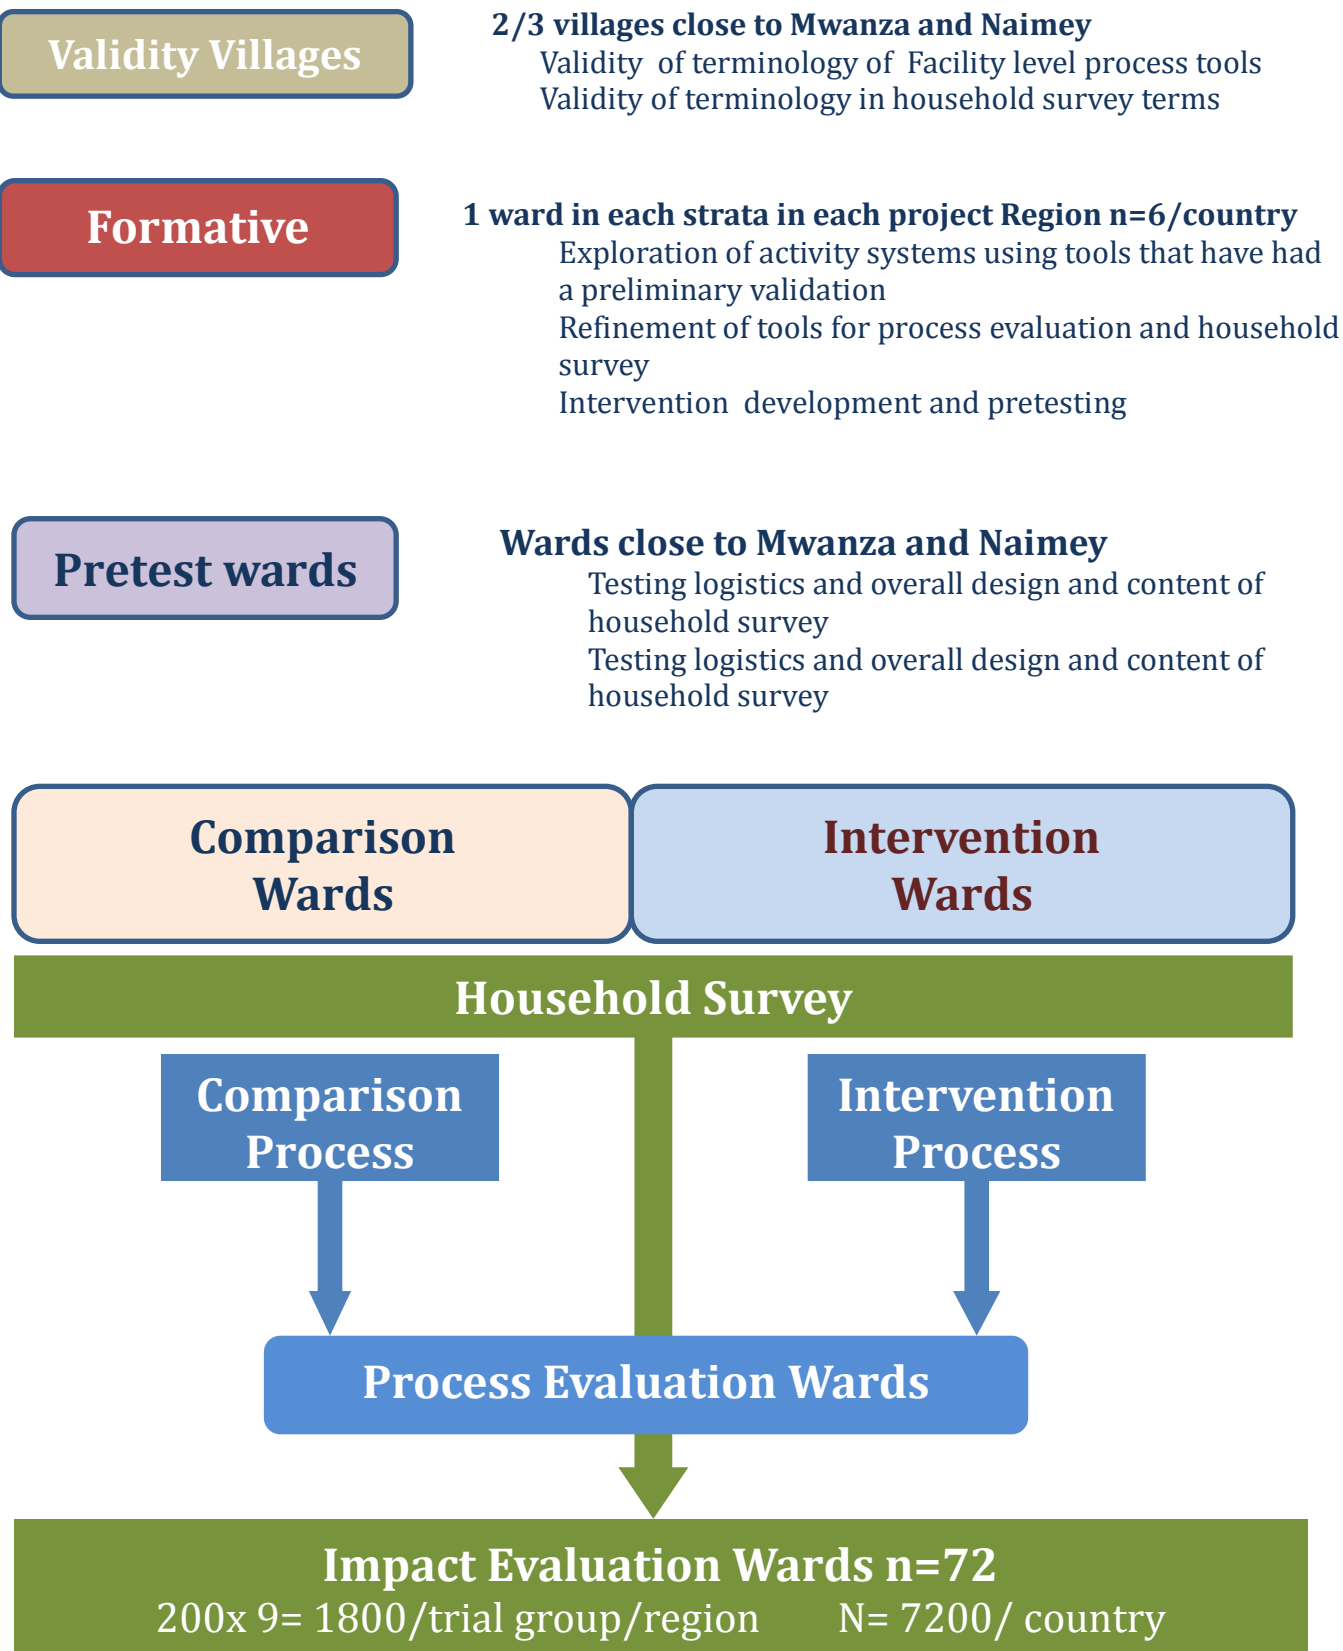 Validity Villages
2/3 villages close to Mwanza and Naimey
Validity of terminology of Facility level process tools
Validity of terminology in household survey terms
Formative
1 ward in each strata in each project Region n=6/country
Exploration of activity systems using tools that have had
a preliminary validation
Refinement of tools for process evaluation and household
survey
Intervention development and pretesting
Pretest wards
Wards close to Mwanza and Naimey
Testing logistics and overall design and content of
household survey
Testing logistics and overall design and content of
household survey
Comparison
Wards
Intervention
Wards
Household Survey
Comparison
Process
Intervention
Process
Process Evaluation Wards
Impact Evaluation Wards n=72
200x 9= 1800/trial group/region N= 7200/ country